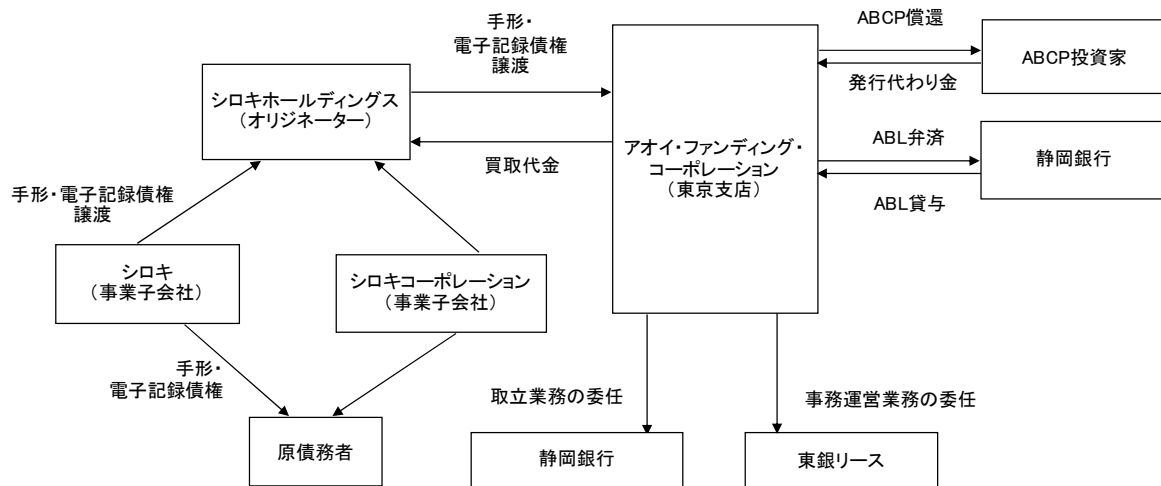 手形・
電子記録債権
譲渡
ABCP償還
ABCP投資家
発行代わり金
シロキホールディングス
(オリジネーター)
買取代金
アオイ・ファンディング・
コーポレーション
(東京支店)
ABL弁済
静岡銀行
ABL貸与
手形・電子記録債権
譲渡
シロキ
(事業子会社)
シロキコーポレーション
(事業子会社)
手形・
電子記録債権
取立業務の委任
事務運営業務の委任
原債務者
静岡銀行
東銀リース